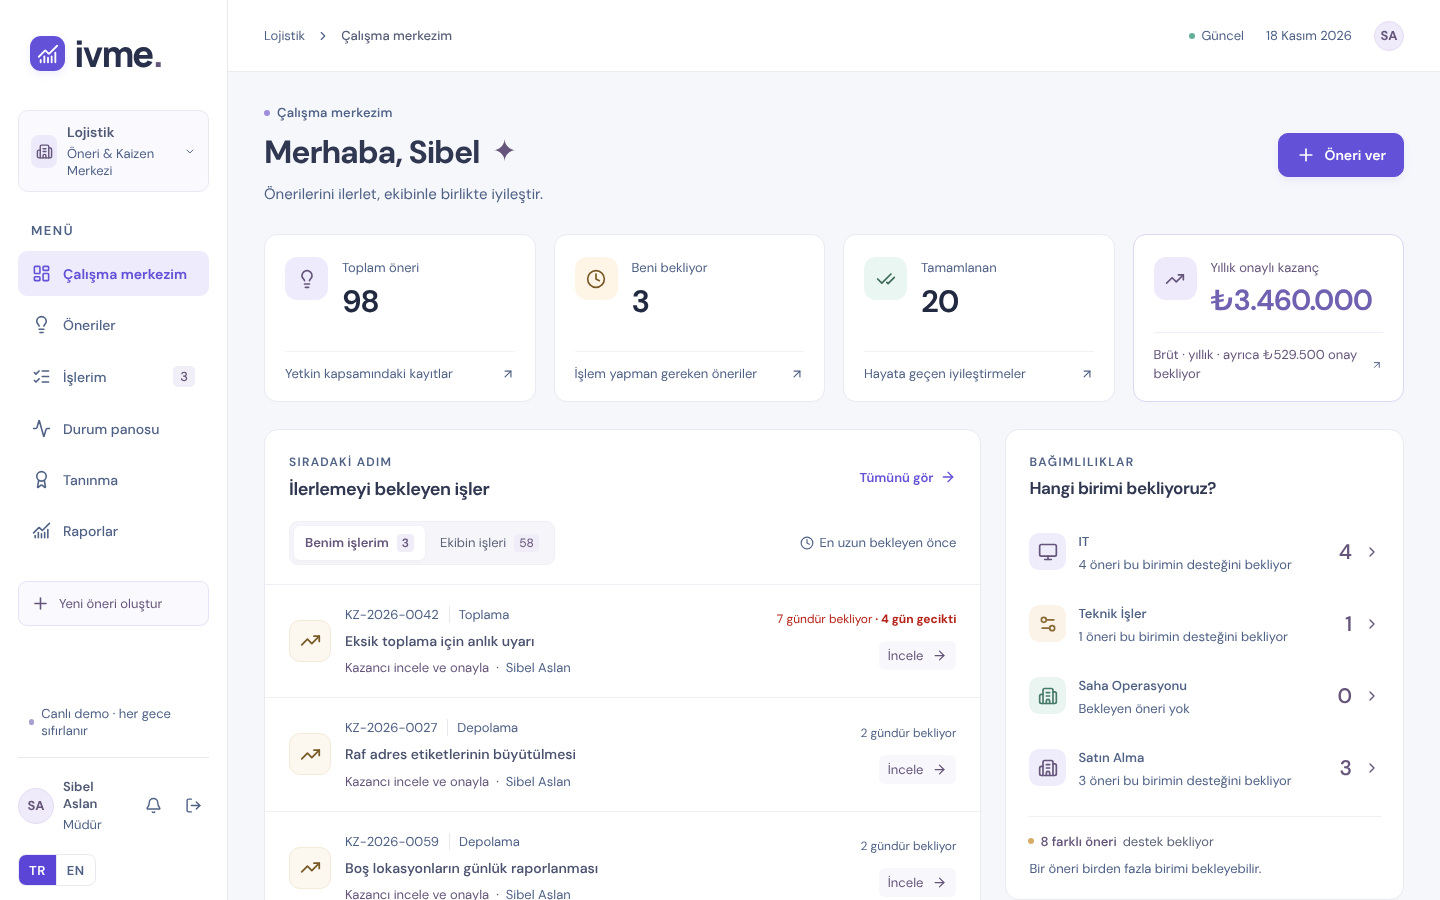 ivme.
Lojistik
Öneri & Kaizen
Merkezi
MENÜ
Çalışma merkezim
Öneriler
İşlerim 3
Durum panosu
Tanınma
Raporlar
Yeni öneri oluştur
Canlı demo · her gece
sıfırlanır
SA
Sibel
Aslan
Müdür
TR EN
Lojistik > Çalışma merkezim
Güncel 18 Kasım 2026 SA
Çalışma merkezim
Merhaba, Sibel
Önerilerini ilerlet, ekibinle birlikte iyileştir.
Öneri ver
Toplam öneri
98
Yetkin kapsamındaki kayıtlar
Beni bekliyor
3
İşlem yapman gereken öneriler
Tamamlanan
20
Hayata geçen iyileştirmeler
Yıllık onaylı kazanç
₺3.460.000
Brüt · yıllık · ayrıca ₺529.500 onay
bekliyor
SIRADAKİ ADIM
İlerlemeyi bekleyen işler
Tümünü gör
Benim işlerim 3 Ekibin işleri 58
En uzun bekleyen önce
KZ-2026-0042 Toplama
Eksik toplama için anlık uyarı
Kazancı incele ve onayla · Sibel Aslan
7 gündür bekliyor · 4 gün gecikti
İncele
KZ-2026-0027 Depolama
Raf adres etiketlerinin büyütülmesi
Kazancı incele ve onayla · Sibel Aslan
2 gündür bekliyor
İncele
KZ-2026-0059 Depolama
Boş lokasyonların günlük raporlanması
Kazancı incele ve onayla · Sibel Aslan
2 gündür bekliyor
İncele
BAĞIMLILIKLAR
Hangi birimi bekliyoruz?
IT
4 öneri bu birimin desteğini bekliyor
4
Teknik İşler
1 öneri bu birimin desteğini bekliyor
1
Saha Operasyonu
Bekleyen öneri yok
0
Satın Alma
3 öneri bu birimin desteğini bekliyor
3
8 farklı öneri destek bekliyor
Bir öneri birden fazla birimi bekleyebilir.